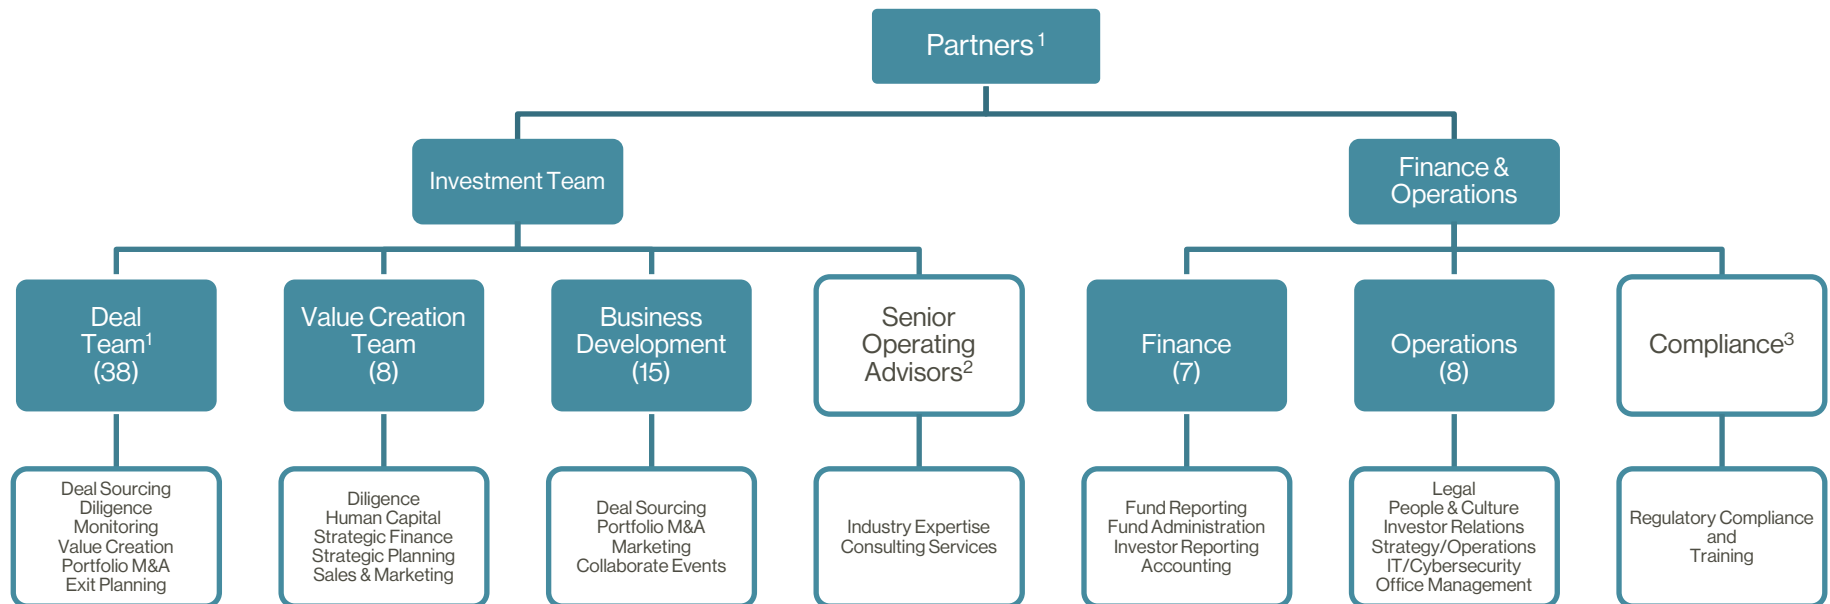 Partners ¹
Investment Team
Finance &
Operations
Deal
Team¹
(38)
Value Creation
Team
(8)
Business
Development
(15)
Senior
Operating
Advisors²
Finance
(7)
Operations
(8)
Compliance³
Deal Sourcing
Diligence
Monitoring
Value Creation
Portfolio M&A
Exit Planning
Diligence
Human Capital
Strategic Finance
Strategic Planning
Sales & Marketing
Deal Sourcing
Portfolio M&A
Marketing
Collaborate Events
Industry Expertise
Consulting Services
Fund Reporting
Fund Administration
Investor Reporting
Accounting
Legal
People & Culture
Investor Relations
Strategy/Operations
IT/Cybersecurity
Office Management
Regulatory Compliance
and
Training